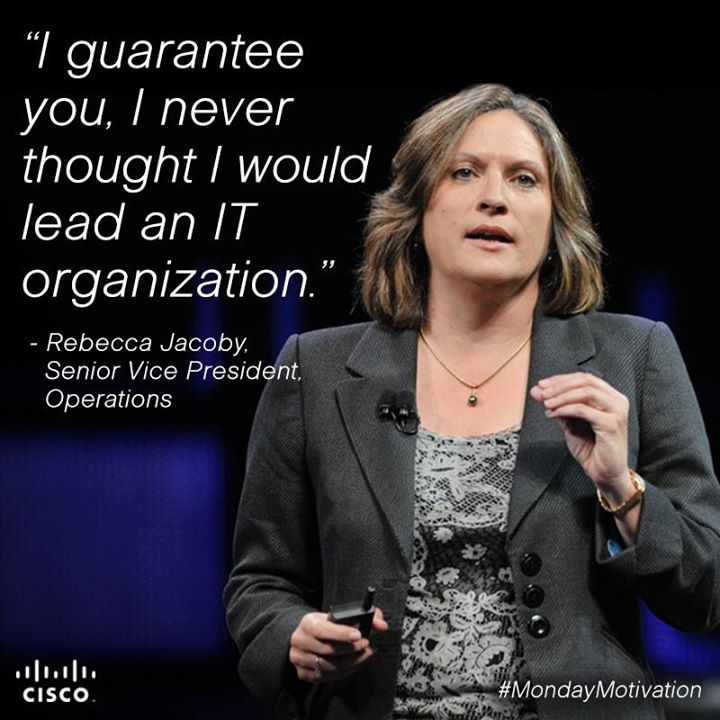 “I guarantee
you, I never
thought I would
lead an IT
organization.”
- Rebecca Jacoby,
Senior Vice President,
Operations
CISCO
#MondayMotivation